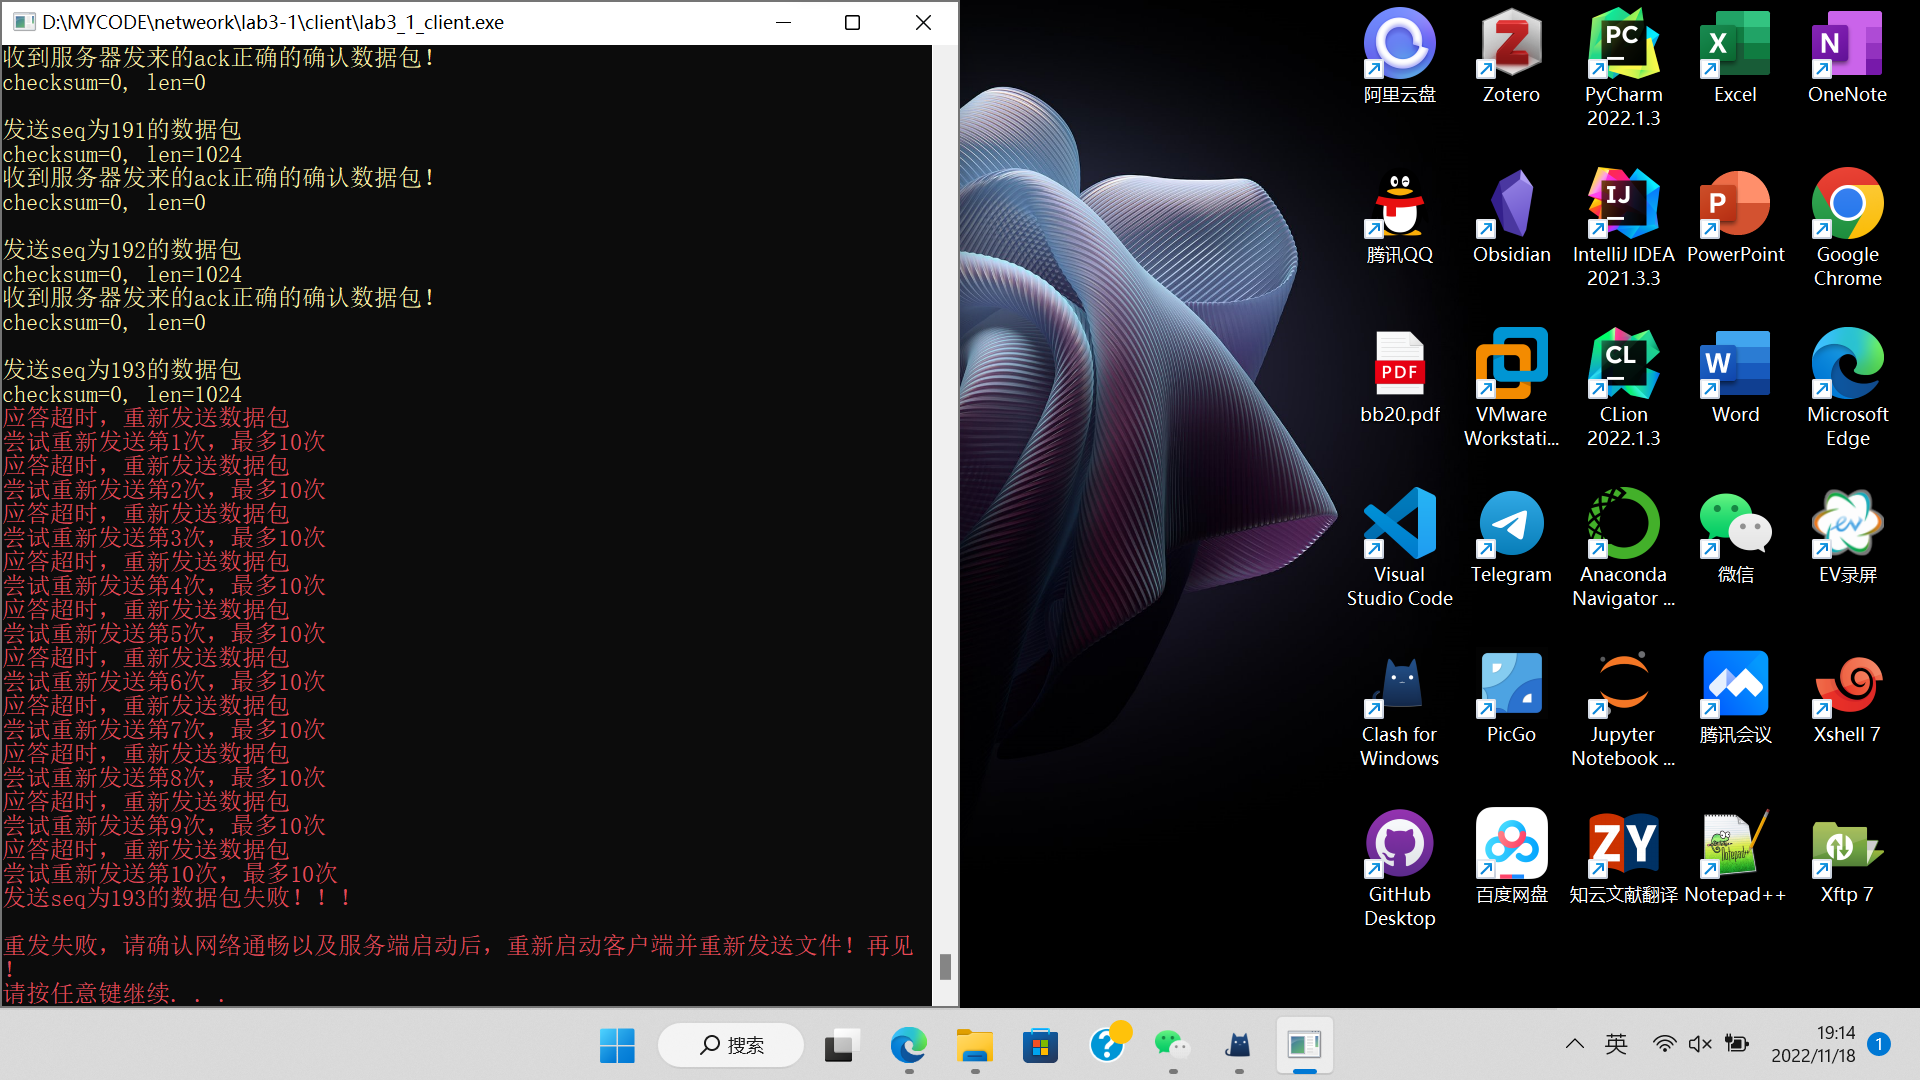 D:\MYCODE\netweork\lab3-1\client\lab3_1_client.exe
收到服务器发来的ack正确的确认数据包!
checksum=0, len=0
发送seq为191的数据包
checksum=0, len=1024
收到服务器发来的ack正确的确认数据包!
checksum=0, len=0
发送seq为192的数据包
checksum=0, len=1024
收到服务器发来的ack正确的确认数据包!
checksum=0, len=0
发送seq为193的数据包
checksum=0, len=1024
应答超时，重新发送数据包
尝试重新发送第1次，最多10次
应答超时，重新发送数据包
尝试重新发送第2次，最多10次
应答超时，重新发送数据包
尝试重新发送第3次，最多10次
应答超时，重新发送数据包
尝试重新发送第4次，最多10次
应答超时，重新发送数据包
尝试重新发送第5次，最多10次
应答超时，重新发送数据包
尝试重新发送第6次，最多10次
应答超时，重新发送数据包
尝试重新发送第7次，最多10次
应答超时，重新发送数据包
尝试重新发送第8次，最多10次
应答超时，重新发送数据包
尝试重新发送第9次，最多10次
应答超时，重新发送数据包
尝试重新发送第10次，最多10次
发送seq为193的数据包失败！！！
重发失败，请确认网络通畅以及服务端启动后，重新启动客户端并重新发送文件！再见
！
请按任意键继续. . .
阿里云盘
Zotero
PC
PyCharm
2022.1.3
X
Excel
N
OneNote
腾讯QQ
Obsidian
IJ
IntelliJ IDEA
2021.3.3
P
PowerPoint
Google
Chrome
PDF
bb20.pdf
VMware
Workstati...
CL
CLion
2022.1.3
W
Word
Microsoft
Edge
Visual
Studio Code
Telegram
Anaconda
Navigator ...
微信
ev
EV录屏
Clash for
Windows
PicGo
Jupyter
Notebook ...
腾讯会议
Xshell 7
GitHub
Desktop
百度网盘
ZY
知云文献翻译
Notepad++
Notepad++
Xftp 7
搜索
英
19:14
2022/11/18
1